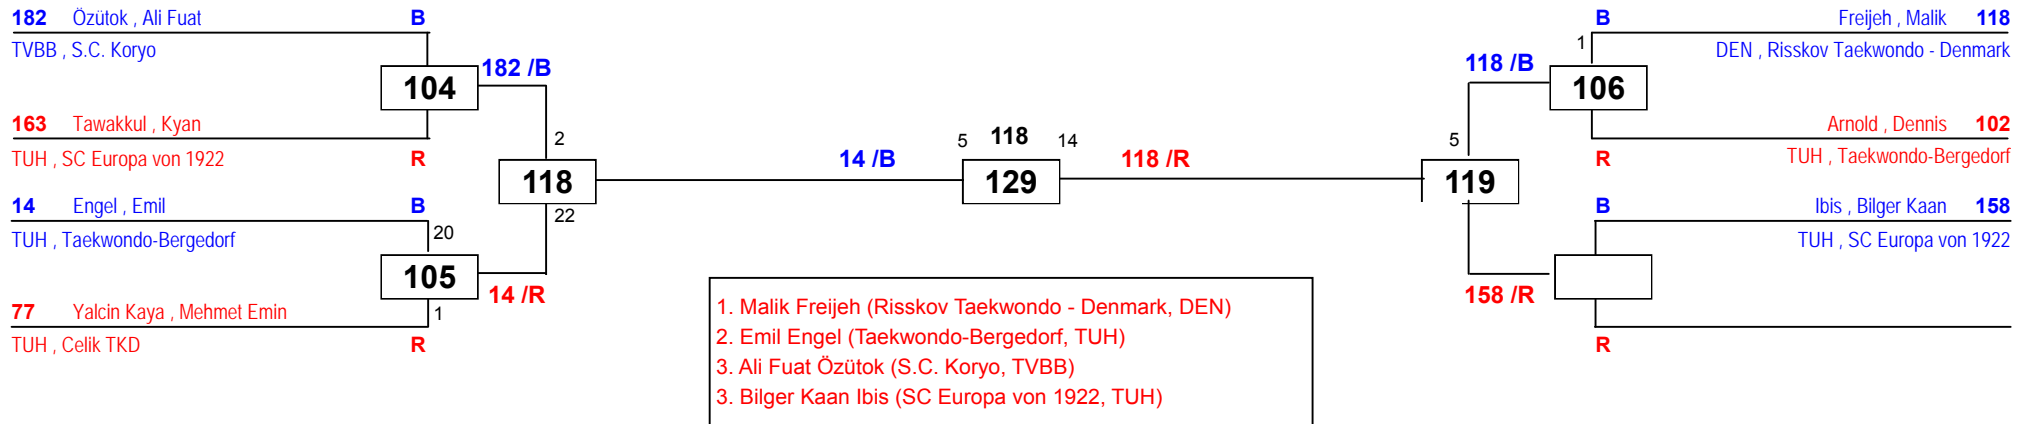 182 Özütok , Ali Fuat B
TVBB , S.C. Koryo
104
182 /B
163 Tawakkul , Kyan
TUH , SC Europa von 1922 R
2
118
22
14 Engel , Emil B
TUH , Taekwondo-Bergedorf 20
105
14 /R
77 Yalcin Kaya , Mehmet Emin 1
TUH , Celik TKD R
14 /B
5 118 14
129
118 /R
1. Malik Freijeh (Risskov Taekwondo - Denmark, DEN)
2. Emil Engel (Taekwondo-Bergedorf, TUH)
3. Ali Fuat Özütok (S.C. Koryo, TVBB)
3. Bilger Kaan Ibis (SC Europa von 1922, TUH)
B Freijeh , Malik 118
1 DEN , Risskov Taekwondo - Denmark
118 /B
106
Arnold , Dennis 102
R TUH , Taekwondo-Bergedorf
5
119
B Ibis , Bilger Kaan 158
TUH , SC Europa von 1922
158 /R
R